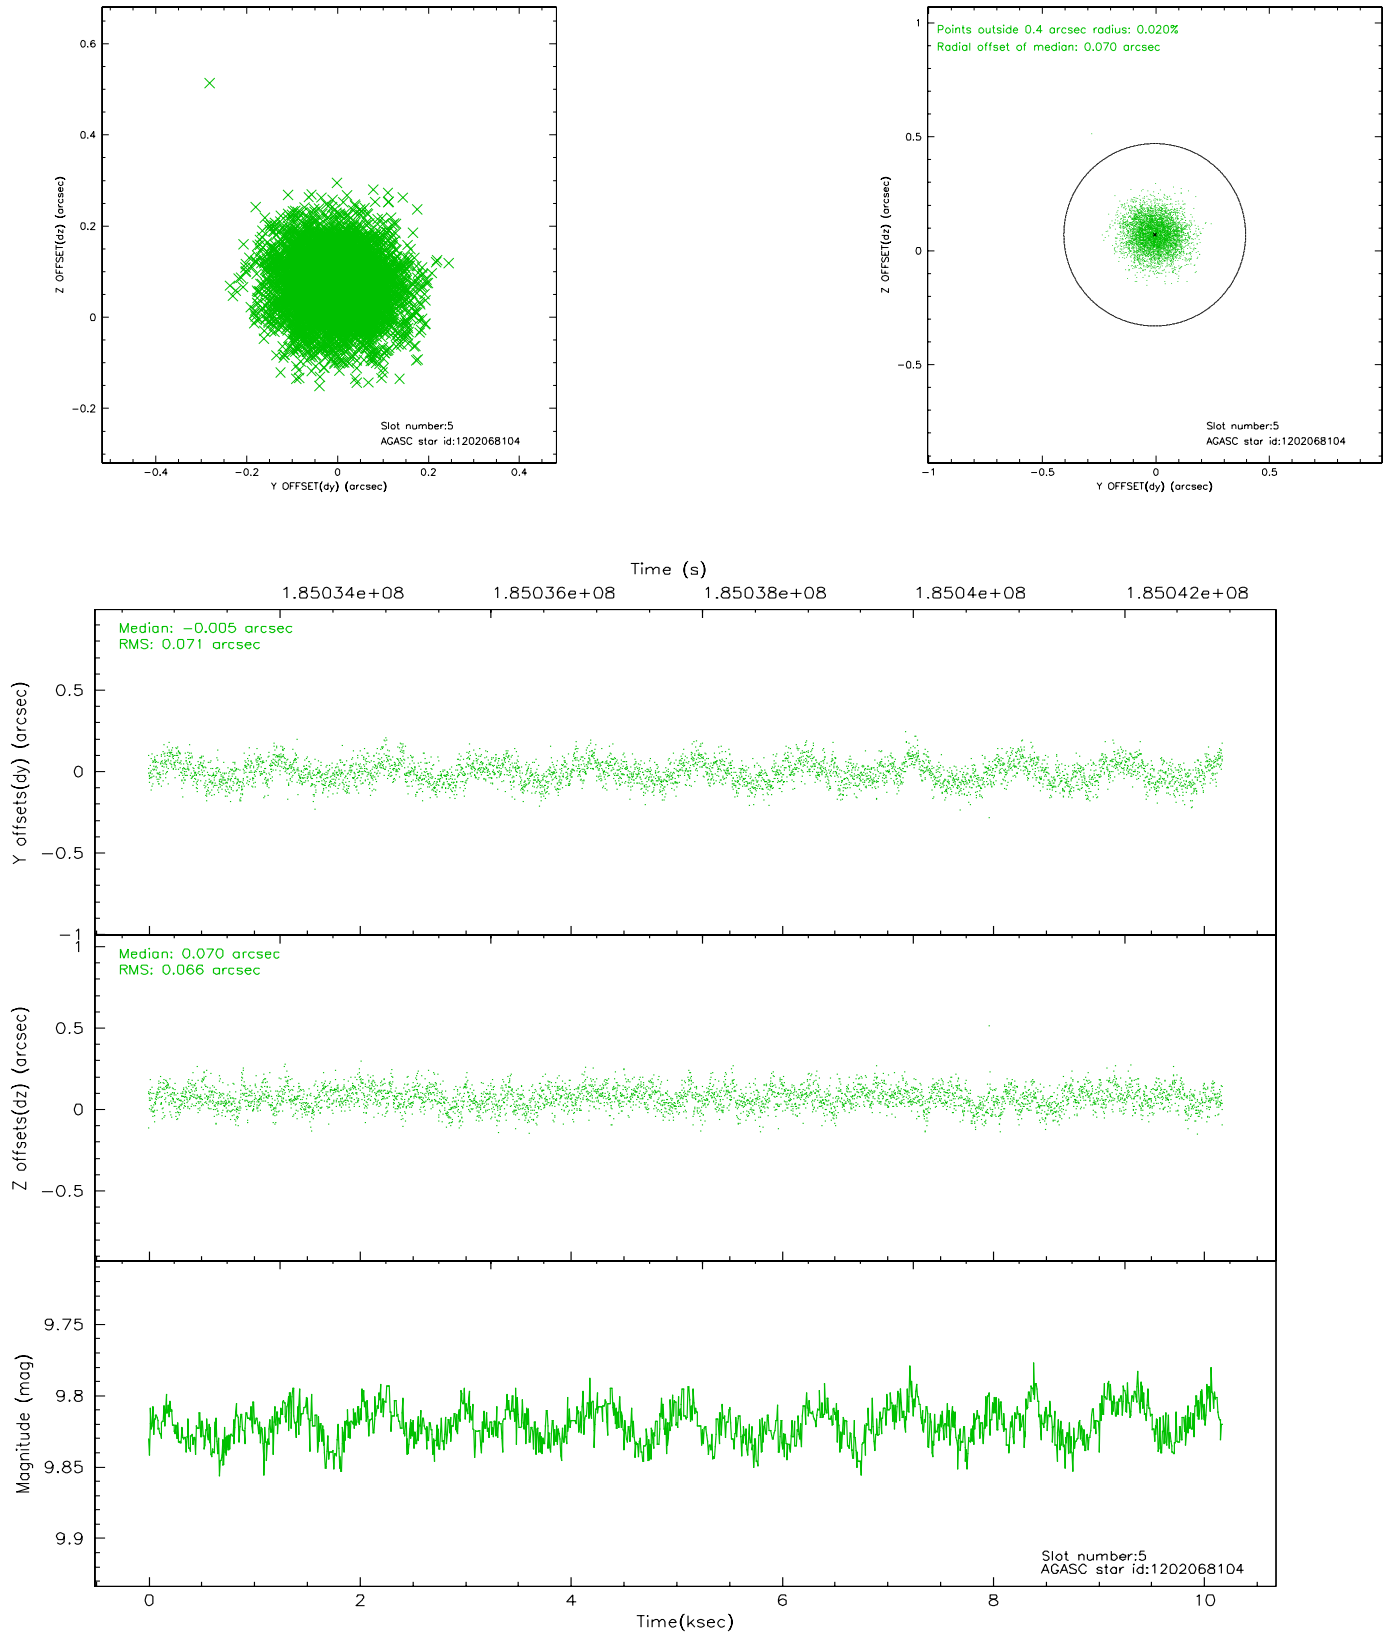 0.6
0.4
0.2
0
−0.2
Z OFFSET(dz) (arcsec)
Slot number:5
AGASC star id:1202068104
−0.4 −0.2 0 0.2 0.4
Y OFFSET(dy) (arcsec)
Points outside 0.4 arcsec radius: 0.020%
Radial offset of median: 0.070 arcsec
1
0.5
0
−0.5
Z OFFSET(dz) (arcsec)
Slot number:5
AGASC star id:1202068104
−1 −0.5 0 0.5
Y OFFSET(dy) (arcsec)
Time (s)
1.85034e+08 1.85036e+08 1.85038e+08 1.8504e+08 1.85042e+08
Median: −0.005 arcsec
RMS: 0.071 arcsec
0.5
0
−0.5
−1
Y offsets(dy) (arcsec)
Median: 0.070 arcsec
RMS: 0.066 arcsec
1
0.5
0
−0.5
Z offsets(dz) (arcsec)
9.75
9.8
9.85
9.9
Magnitude (mag)
Slot number:5
AGASC star id:1202068104
0 2 4 6 8 10
Time(ksec)